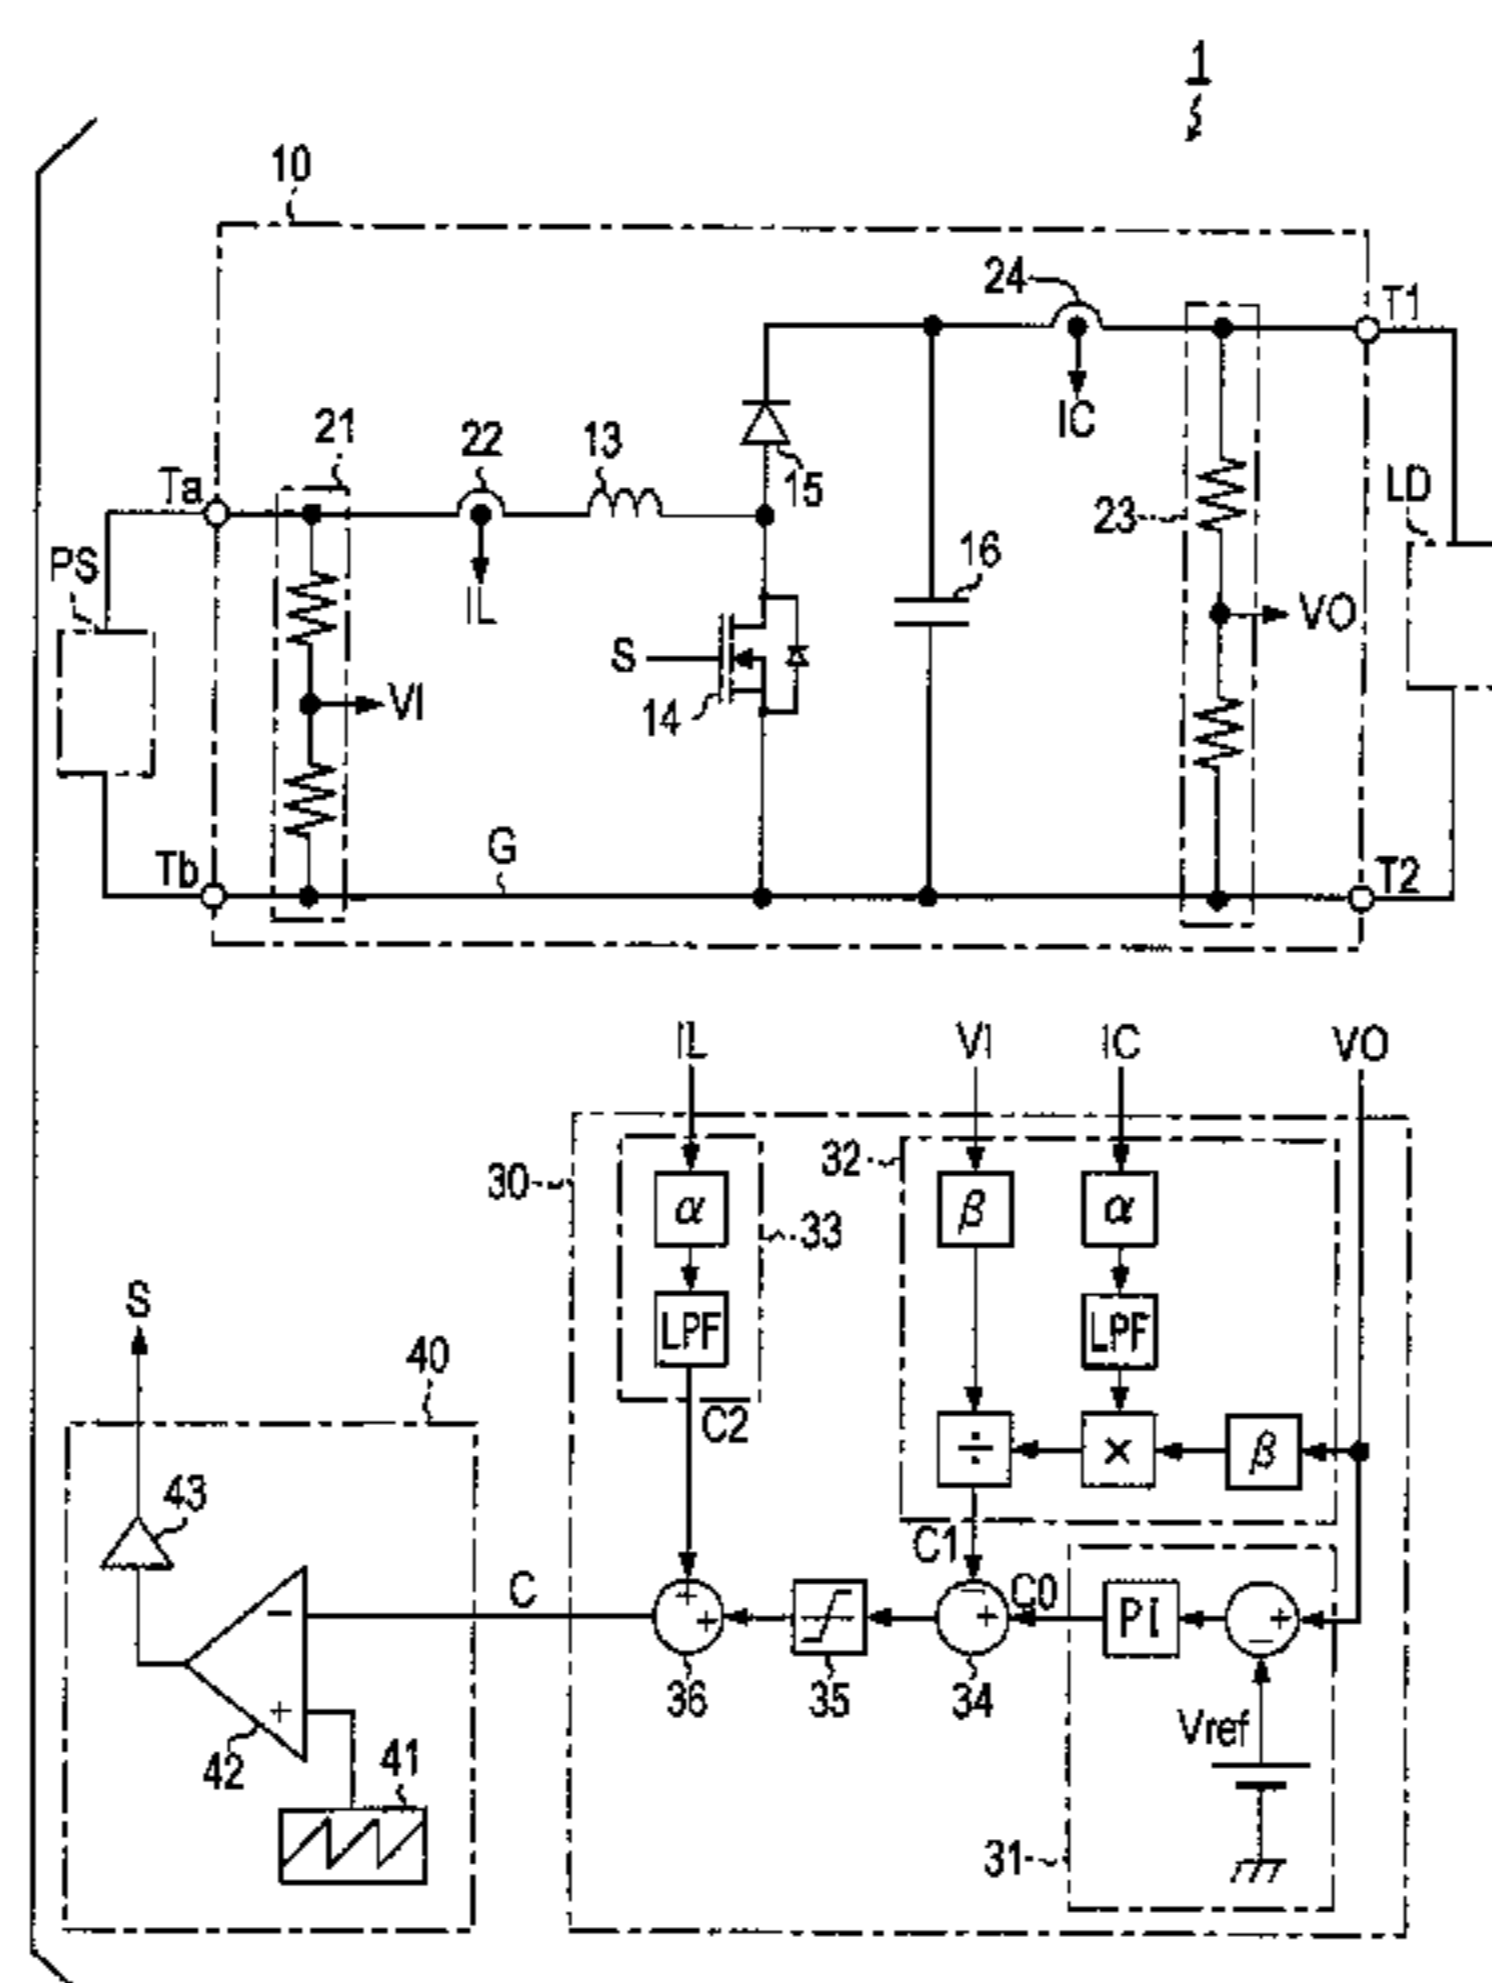 1
10
24
T1
IC
21
22
13
15
Ta
LD
23
PS
16
IL
VO
S
VI
14
G
Tb
T2
IL
VI
IC
VO
32
30
β
α
α
33
LPF
LPF
S
40
C2
÷
×
β
43
C1
C
C0
+
+
−
+
PI
+
−
−
36
35
34
+
Vref
42
41
31